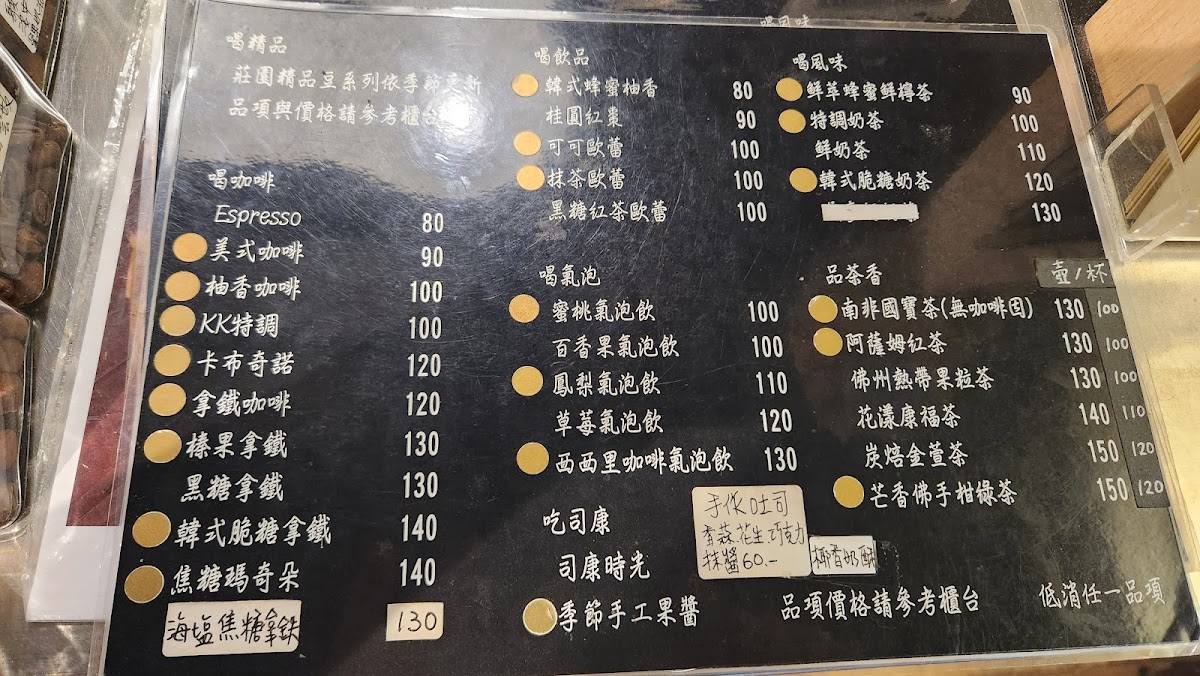 喝精品
莊園精品豆系列依季節更新
品項與價格請參考櫃台
喝咖啡
Espresso 80
美式咖啡 90
柚香咖啡 100
KK特調 100
卡布奇諾 120
拿鐵咖啡 120
榛果拿鐵 130
黑糖拿鐵 130
韓式脆糖拿鐵 140
焦糖瑪奇朵 140
海塩焦糖拿鉄 130
喝飲品
韓式蜂蜜柚香 80
桂圓紅棗 90
可可歐蕾 100
抹茶歐蕾 100
黑糖紅茶歐蕾 100
喝氣泡
蜜桃氣泡飲 100
百香果氣泡飲 100
鳳梨氣泡飲 110
草莓氣泡飲 120
西西里咖啡氣泡飲 130
吃司康
司康時光
季節手工果醬
手作吐司
香蒜花生巧克力
抹醬60.-
椰香奶酥
喝風味
喝風味
鮮萃蜂蜜鮮檸茶 90
特調奶茶 100
鮮奶茶 110
韓式脆糖奶茶 120
130
品茶香 壺/杯
南非國寶茶(無咖啡因) 130 100
阿薩姆紅茶 130 100
佛州熱帶果粒茶 130 100
花漾康福茶 140 110
炭焙金萱茶 150 120
芒香佛手柑綠茶 150 120
品項價格請參考櫃台
低消任一品項